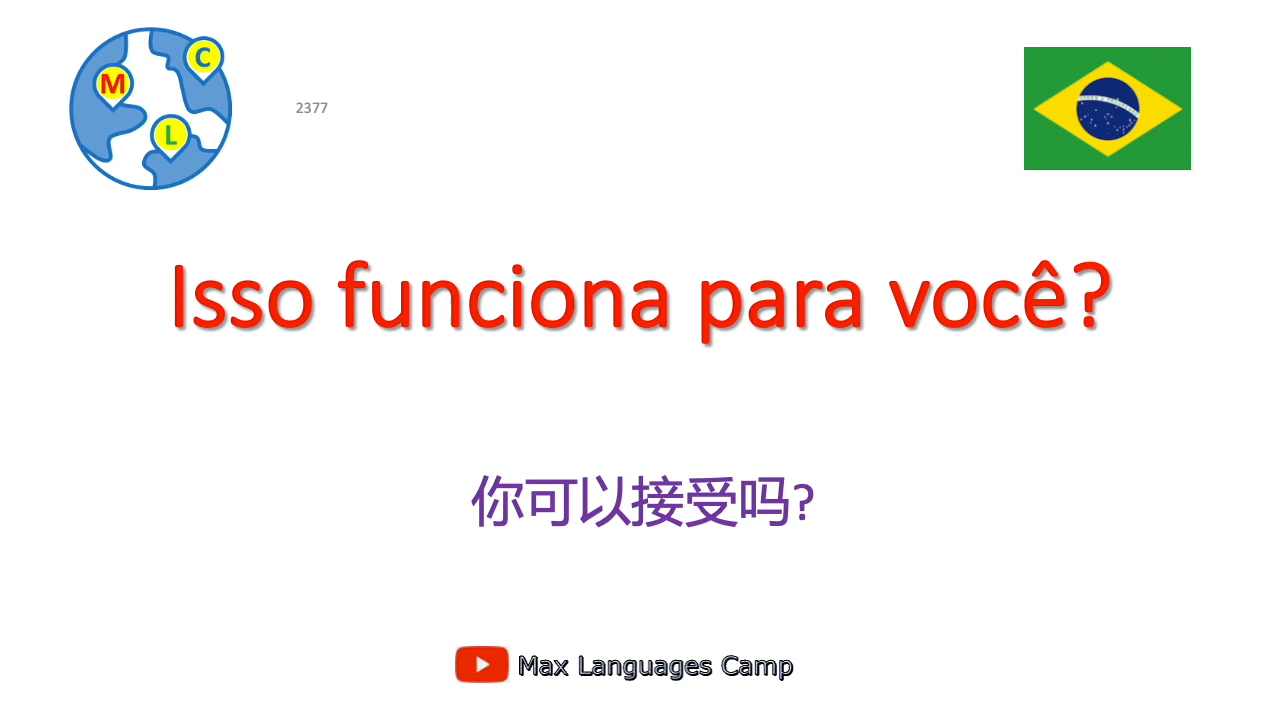 M
C
L
2377
Isso funciona para você?
你可以接受吗?
Max Languages Camp